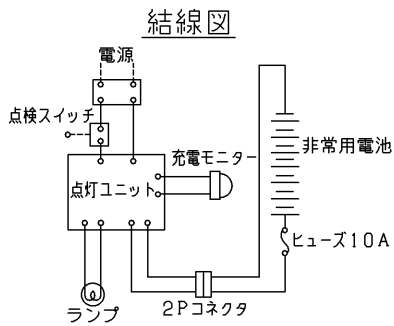 結線図
電源
点検スイッチ
充電モニター
非常用電池
点灯ユニット
ヒューズ10A
ランプ
2Pコネクタ